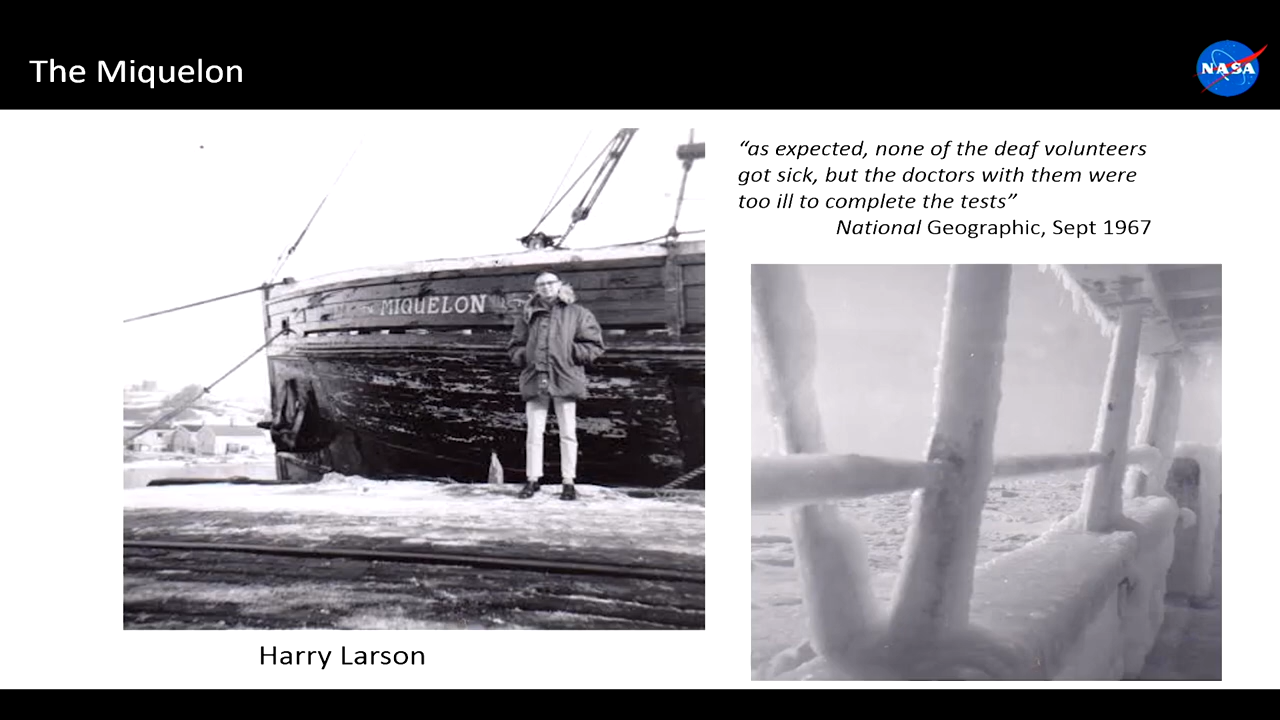 The Miquelon
NASA
MIQUELON
“as expected, none of the deaf volunteers
got sick, but the doctors with them were
too ill to complete the tests”
National Geographic, Sept 1967
Harry Larson